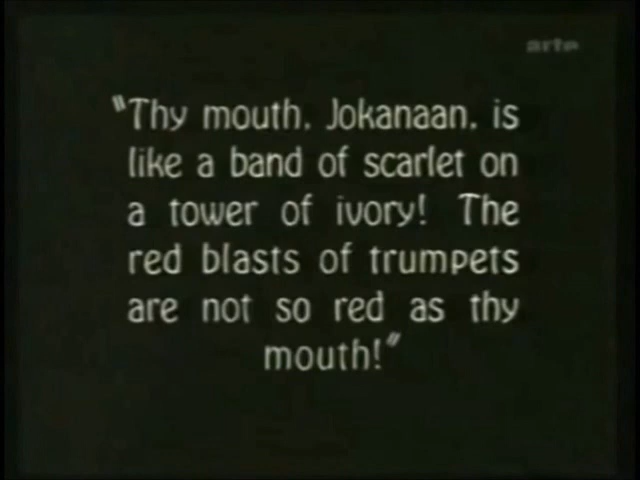 arte
"Thy mouth, Jokanaan, is
like a band of scarlet on
a tower of ivory! The
red blasts of trumpets
are not so red as thy
mouth!"